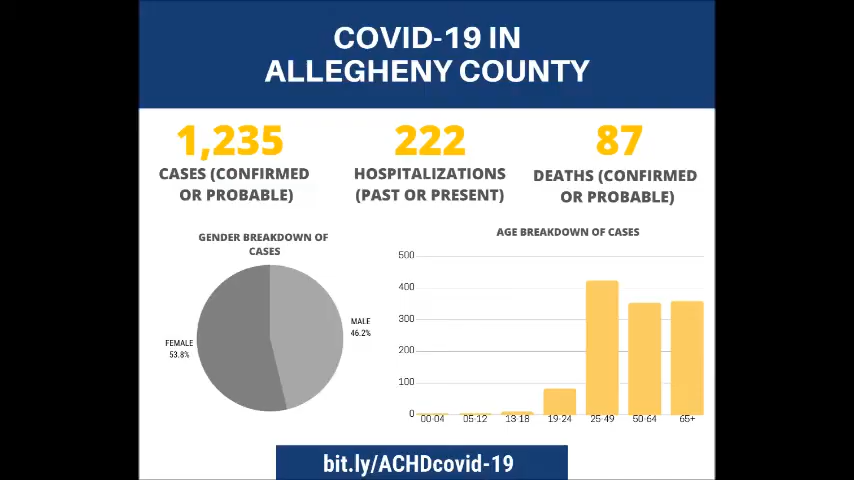 COVID-19 IN
ALLEGHENY COUNTY
1,235
CASES (CONFIRMED
OR PROBABLE)
222
HOSPITALIZATIONS
(PAST OR PRESENT)
87
DEATHS (CONFIRMED
OR PROBABLE)
GENDER BREAKDOWN OF
CASES
MALE
46.2%
FEMALE
53.8%
AGE BREAKDOWN OF CASES
500
400
300
200
100
0
00-04 05-12 13-18 19-24 25-49 50-64 65+
bit.ly/ACHDcovid-19